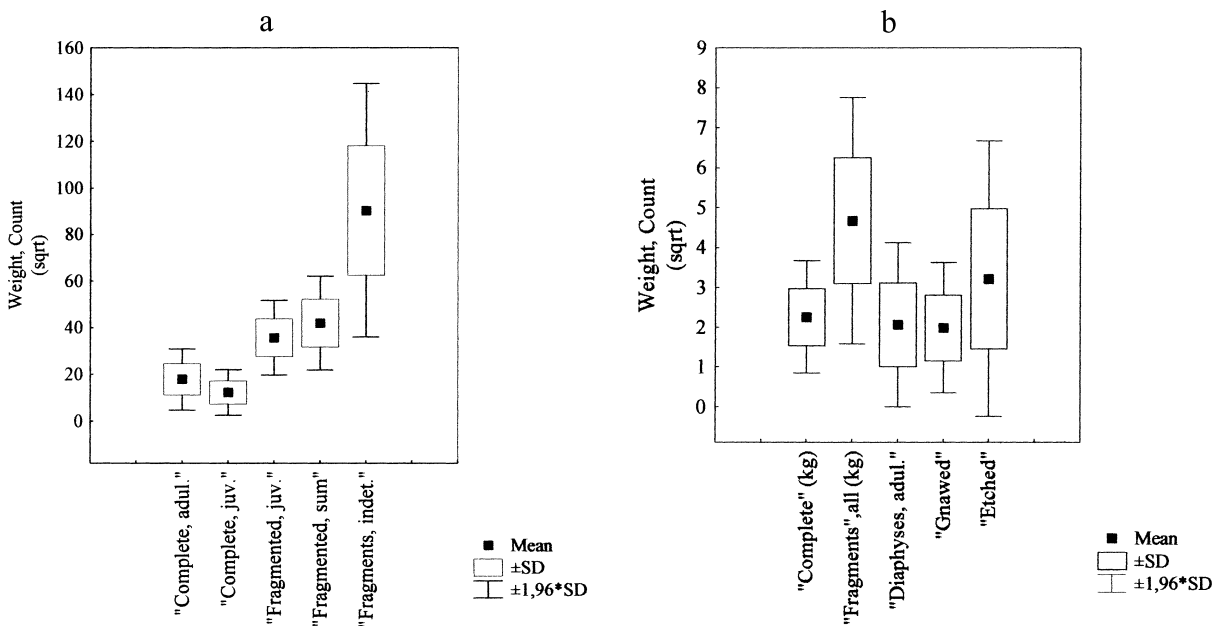 a
160
140
120
100
80
60
40
20
0
Weight, Count
(sqrt)
"Complete, adul."
"Complete, juv."
"Fragmented, juv."
"Fragmented, sum"
"Fragments, indet."
Mean
±SD
±1,96*SD
b
9
8
7
6
5
4
3
2
1
0
Weight, Count
(sqrt)
"Complete" (kg)
"Fragments",all (kg)
"Diaphyses, adul."
"Gnawed"
"Etched"
Mean
±SD
±1,96*SD